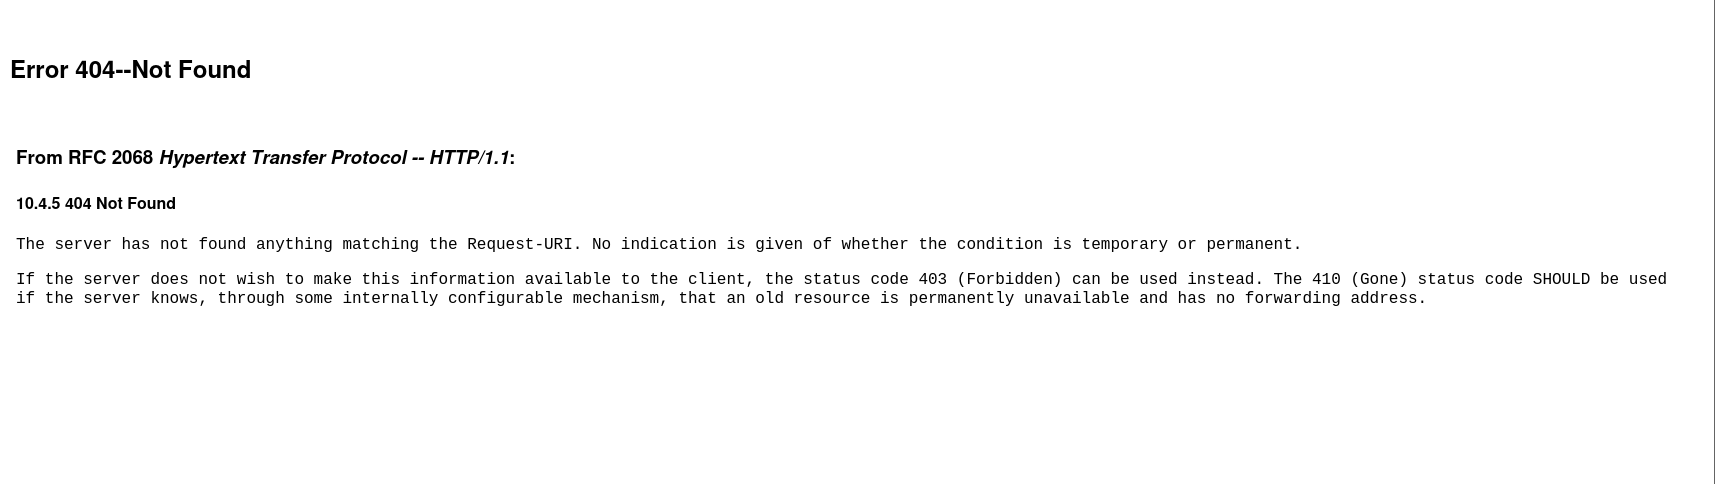 Error 404--Not Found
From RFC 2068 Hypertext Transfer Protocol -- HTTP/1.1:
10.4.5 404 Not Found
The server has not found anything matching the Request-URI. No indication is given of whether the condition is temporary or permanent.
If the server does not wish to make this information available to the client, the status code 403 (Forbidden) can be used instead. The 410 (Gone) status code SHOULD be used
if the server knows, through some internally configurable mechanism, that an old resource is permanently unavailable and has no forwarding address.